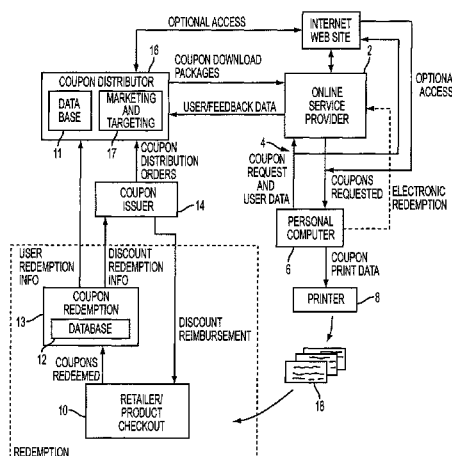 OPTIONAL ACCESS
INTERNET
WEB SITE
16
COUPON DOWNLOAD
PACKAGES
2
COUPON DISTRIBUTOR
DATA
BASE
MARKETING
AND
TARGETING
ONLINE
SERVICE
PROVIDER
OPTIONAL
ACCESS
USER/FEEDBACK DATA
11
17
COUPON
DISTRIBUTION
ORDERS
4
COUPON
REQUEST
AND
USER DATA
COUPONS
REQUESTED
ELECTRONIC
REDEMPTION
COUPON
ISSUER
14
PERSONAL
COMPUTER
6
USER
REDEMPTION
INFO
DISCOUNT
REDEMPTION
INFO
COUPON
PRINT DATA
13
COUPON
REDEMPTION
DATABASE
12
PRINTER
8
DISCOUNT
REIMBURSEMENT
COUPONS
REDEEMED
18
10
RETAILER/
PRODUCT
CHECKOUT
REDEMPTION